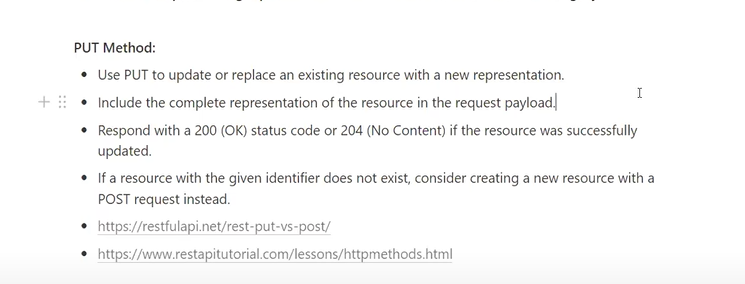 PUT Method:
Use PUT to update or replace an existing resource with a new representation.
Include the complete representation of the resource in the request payload.
Respond with a 200 (OK) status code or 204 (No Content) if the resource was successfully
updated.
If a resource with the given identifier does not exist, consider creating a new resource with a
POST request instead.
https://restfulapi.net/rest-put-vs-post/
https://www.restapitutorial.com/lessons/httpmethods.html